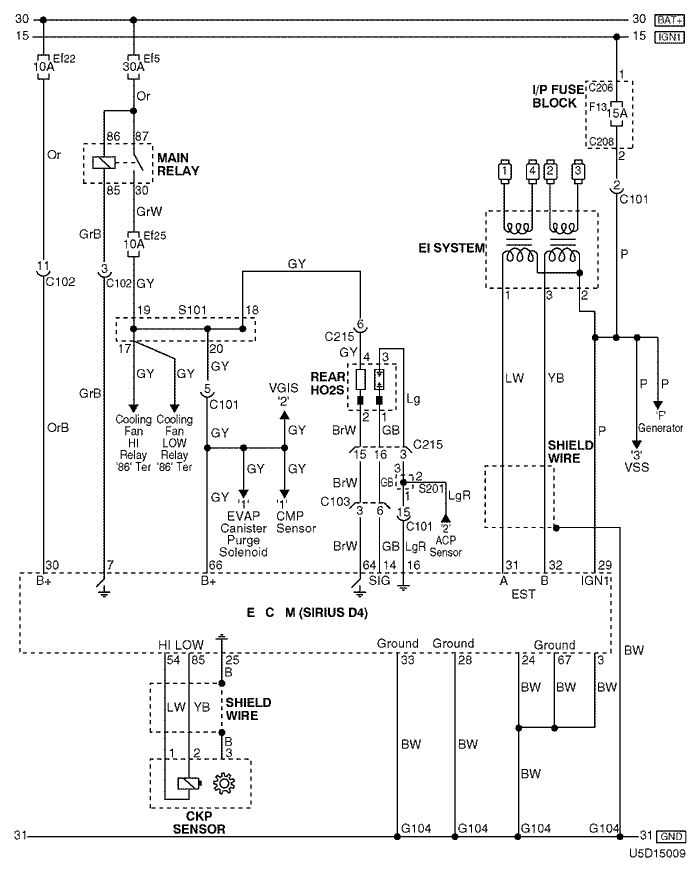 30 30 BAT+
15 15 IGN1
Ef22 Ef5
10A 30A
Or 1
C206
I/P FUSE
BLOCK
F13 15A
C208
86 87
MAIN
RELAY
Or 2
85 30
1 4 2 3
2
C101
GrW
GrB Ef25
10A
EI SYSTEM
P
11 3
C102 C102 GY
GY
1 3 2
19 S101 18
6
C215
17 20
GY 4 3
GY GY GY
REAR
HO2S
VGIS
'2'
5
C101
LW YB P P
GrB
Lg
2 1
Cooling
Fan
HI
Relay
'86' Ter
Cooling
Fan
LOW
Relay
'86' Ter
'F'
Generator
OrB GY GY BrW GB C215
P
'3'
VSS
15 16 3
SHIELD
WIRE
GY GY GY
3
2
BrW GB S201
1
LgR
'1' '1'
C103
3 6 15
C101
EVAP
Canister
Purge
Solenoid
CMP
Sensor
'2'
ACP
Sensor
BrW GB LgR
30 7 66 64 14 16 31 32 29
B+ B+ SIG A B IGN1
EST
E C M (SIRIUS D4)
HI LOW Ground Ground Ground
54 85 25 33 28 24 67 3
BW
B
BW BW BW
LW YB
SHIELD
WIRE
B
1 2 3
BW BW
BW
CKP
SENSOR
31 G104 G104 G104 G104 31 GND
U5D15009